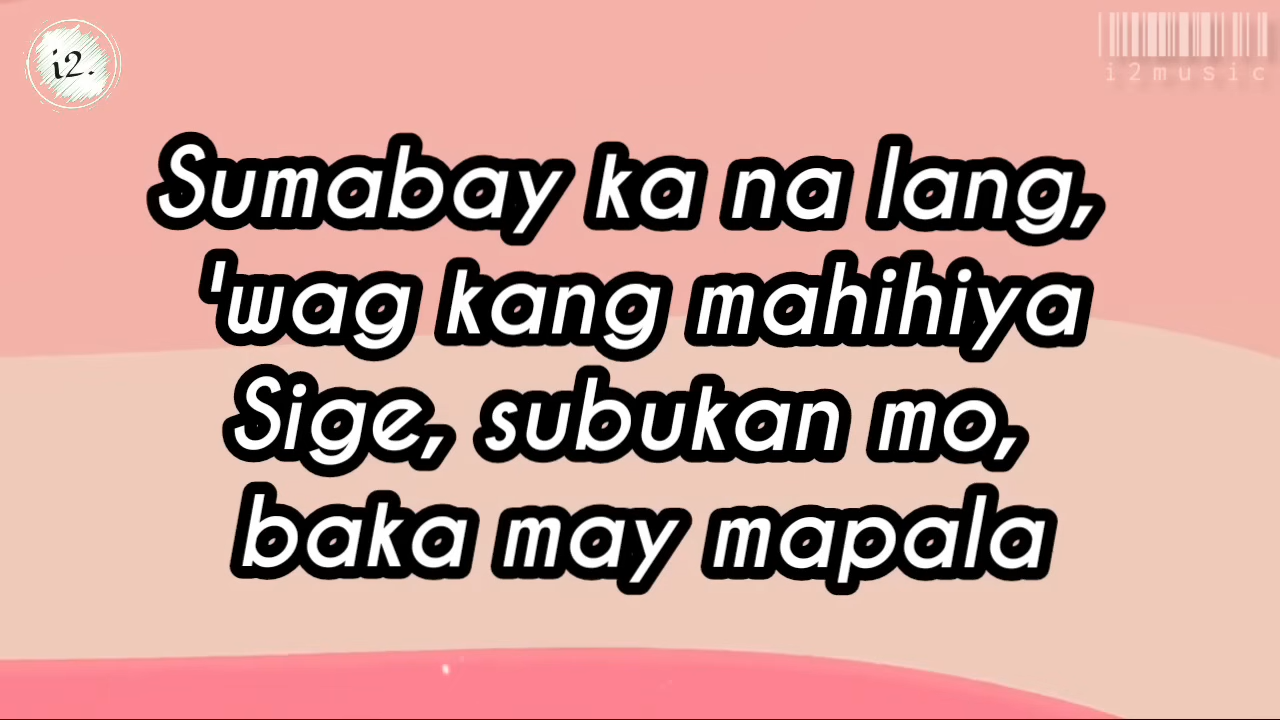 i2.
i2music
Sumabay ka na lang,
'wag kang mahihiya
Sige, subukan mo,
baka may mapala